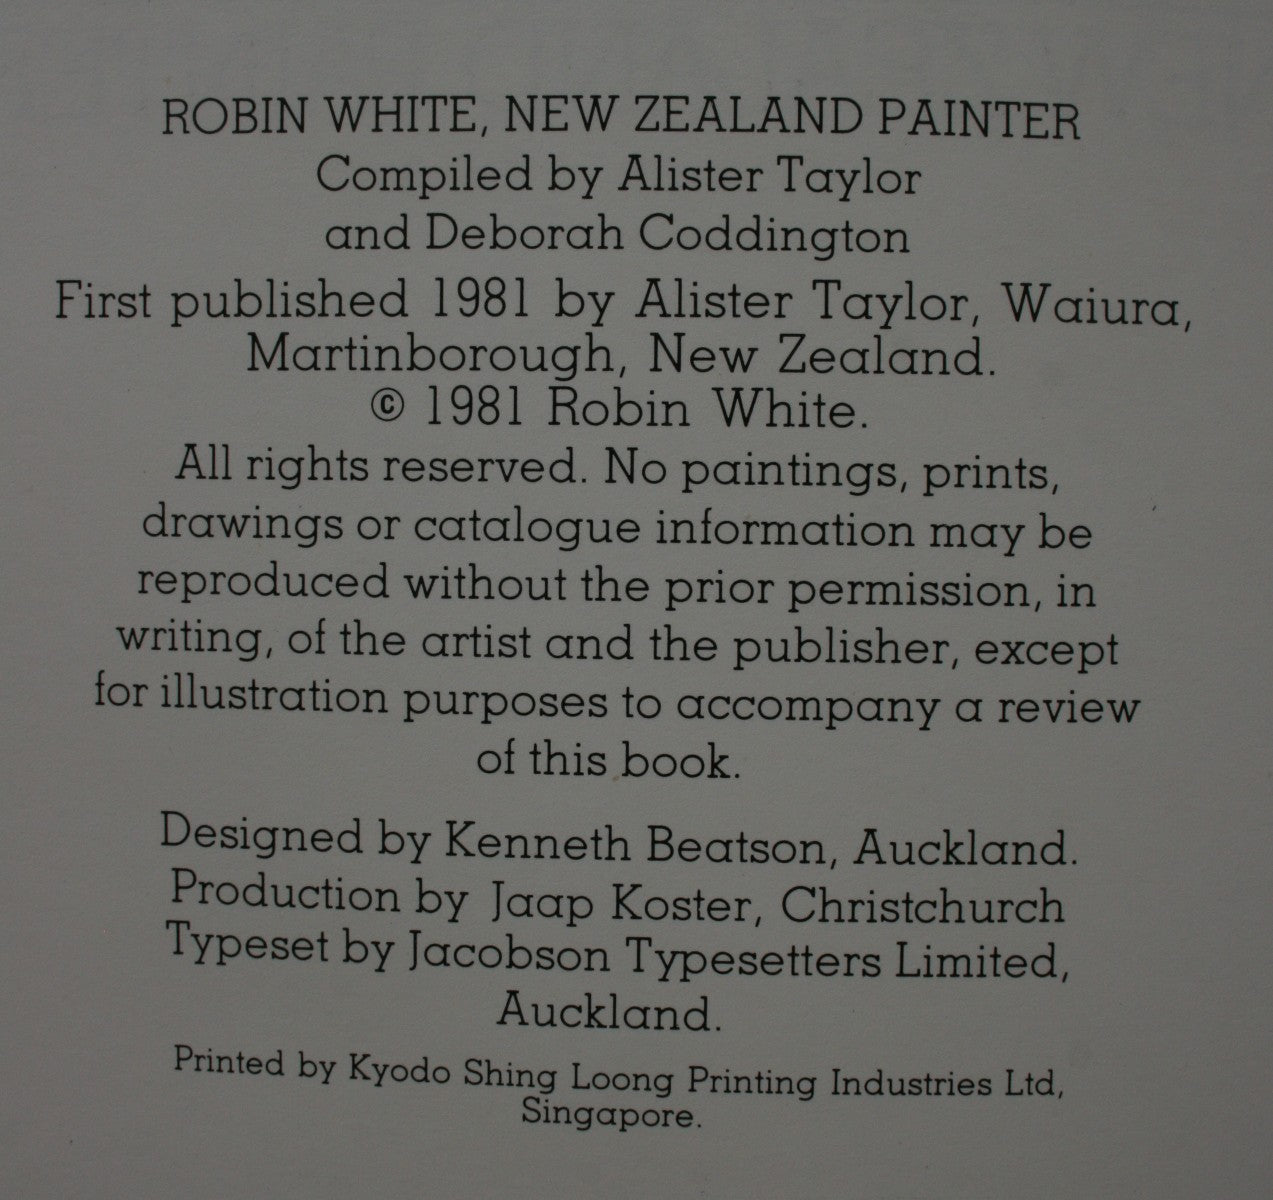 ROBIN WHITE, NEW ZEALAND PAINTER
Compiled by Alister Taylor
and Deborah Coddington
First published 1981 by Alister Taylor, Waiura,
Martinborough, New Zealand.
© 1981 Robin White.
All rights reserved. No paintings, prints,
drawings or catalogue information may be
reproduced without the prior permission, in
writing, of the artist and the publisher, except
for illustration purposes to accompany a review
of this book.
Designed by Kenneth Beatson, Auckland.
Production by Jaap Koster, Christchurch
Typeset by Jacobson Typesetters Limited,
Auckland.
Printed by Kyodo Shing Loong Printing Industries Ltd,
Singapore.